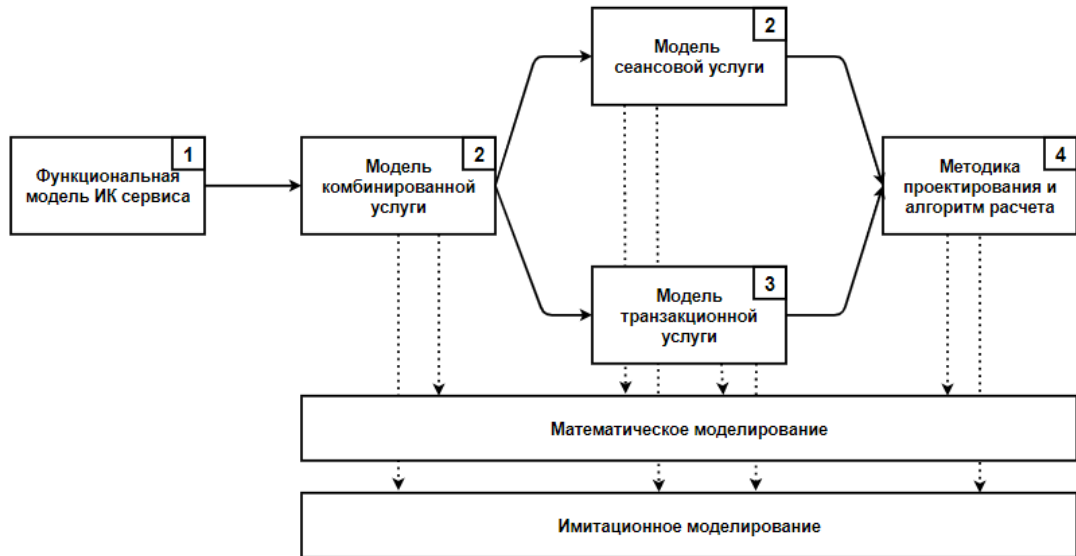 1
Функциональная
модель ИК сервиса
2
Модель
комбинированной
услуги
2
Модель
сеансовой услуги
3
Модель
транзакционной
услуги
4
Методика
проектирования и
алгоритм расчета
Математическое моделирование
Имитационное моделирование